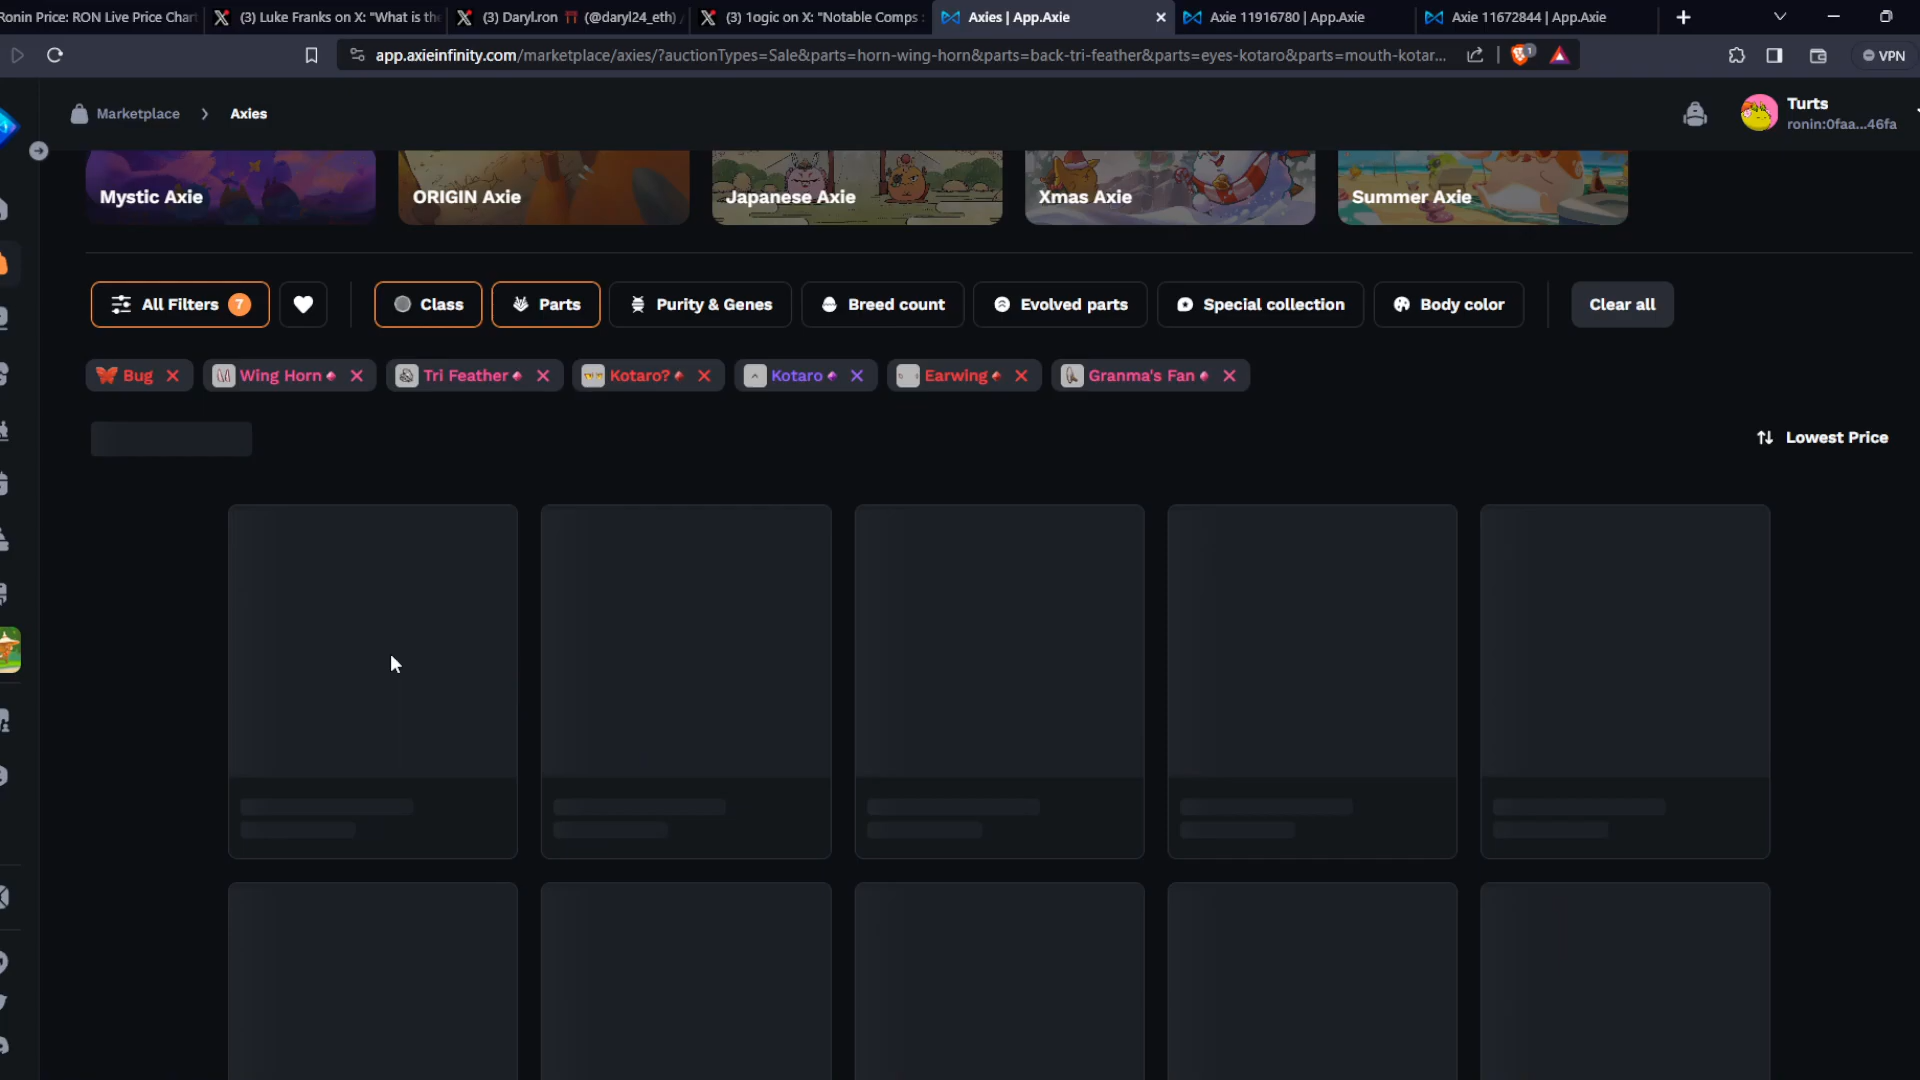 Ronin Price: RON Live Price Chart
(3) Luke Franks on X: "What is the
(3) Daryl.ron ⛩ (@daryl24_eth)
(3) 1ogic on X: "Notable Comps
Axies | App.Axie
Axie 11916780 | App.Axie
Axie 11672844 | App.Axie
app.axieinfinity.com/marketplace/axies/?auctionTypes=Sale&parts=horn-wing-horn&parts=back-tri-feather&parts=eyes-kotaro&parts=mouth-kotar...
1
VPN
Marketplace > Axies
Turts
ronin:0faa...46fa
Mystic Axie
ORIGIN Axie
Japanese Axie
Xmas Axie
Summer Axie
All Filters 7
Class
Parts
Purity & Genes
Breed count
Evolved parts
Special collection
Body color
Clear all
Bug
Wing Horn
Tri Feather
Kotaro?
Kotaro
Earwing
Granma's Fan
Lowest Price